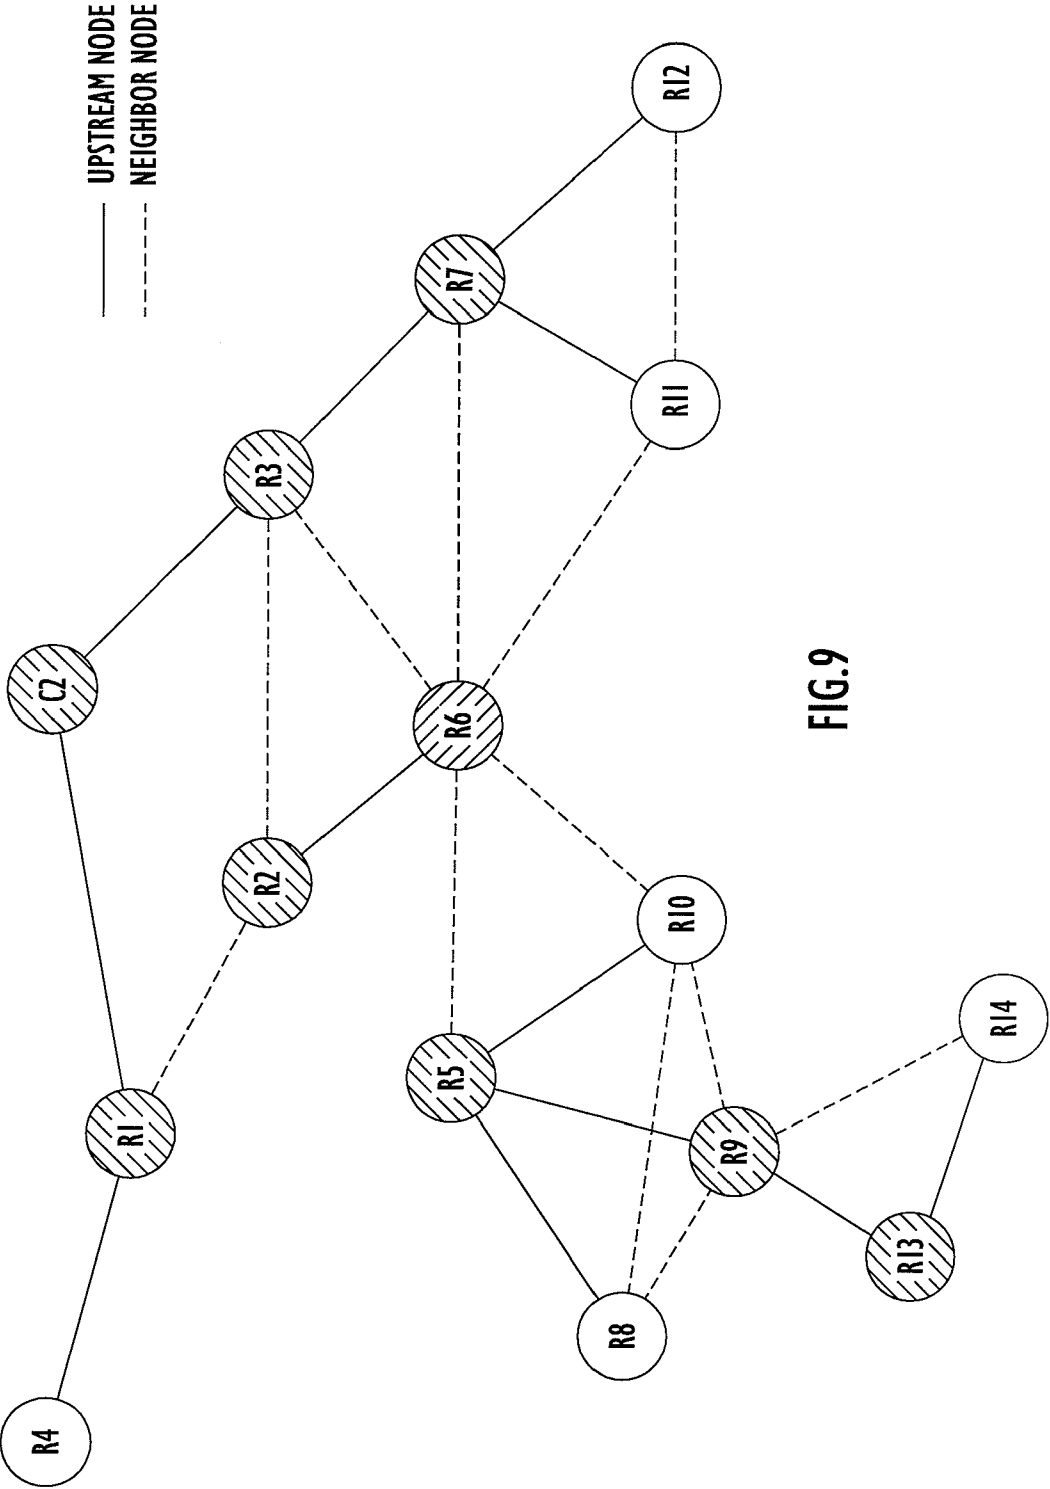 UPSTREAM NODE
NEIGHBOR NODE
R4
R1
C2
R2
R3
R8
R5
R6
R7
R13
R9
R10
R11
R12
R14
FIG.9